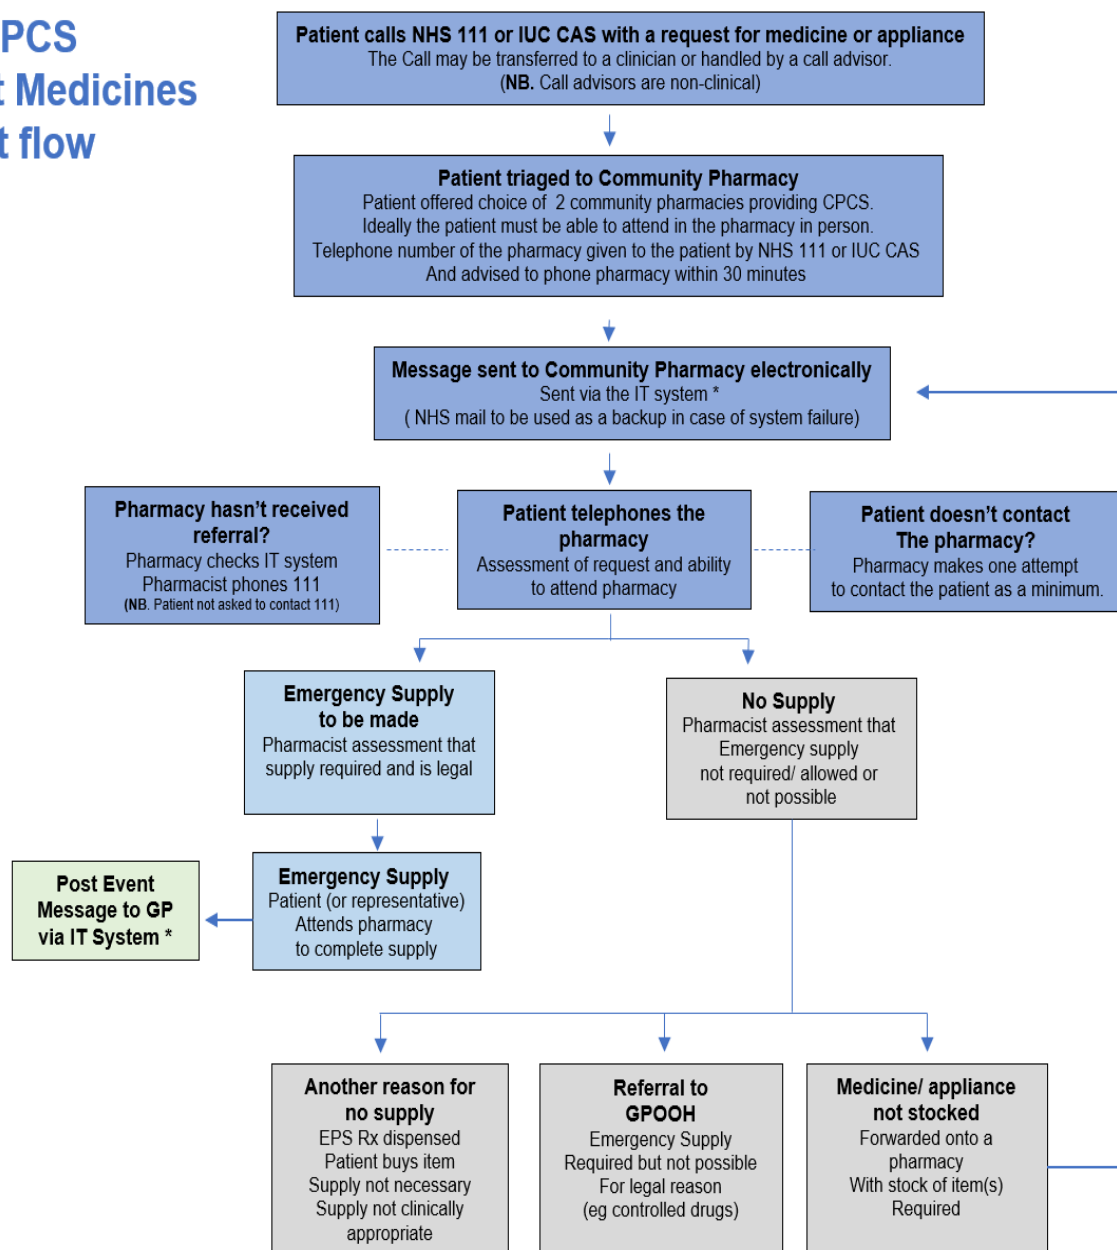 PCS
t Medicines
t flow
Patient calls NHS 111 or IUC CAS with a request for medicine or appliance
The Call may be transferred to a clinician or handled by a call advisor.
(NB. Call advisors are non-clinical)
Patient triaged to Community Pharmacy
Patient offered choice of 2 community pharmacies providing CPCS.
Ideally the patient must be able to attend in the pharmacy in person.
Telephone number of the pharmacy given to the patient by NHS 111 or IUC CAS
And advised to phone pharmacy within 30 minutes
Message sent to Community Pharmacy electronically
Sent via the IT system *
( NHS mail to be used as a backup in case of system failure)
Pharmacy hasn't received
referral?
Pharmacy checks IT system
Pharmacist phones 111
(NB. Patient not asked to contact 111)
Patient telephones the
pharmacy
Assessment of request and ability
to attend pharmacy
Patient doesn't contact
The pharmacy?
Pharmacy makes one attempt
to contact the patient as a minimum.
Emergency Supply
to be made
Pharmacist assessment that
supply required and is legal
No Supply
Pharmacist assessment that
Emergency supply
not required/ allowed or
not possible
Post Event
Message to GP
via IT System *
Emergency Supply
Patient (or representative)
Attends pharmacy
to complete supply
Another reason for
no supply
EPS Rx dispensed
Patient buys item
Supply not necessary
Supply not clinically
appropriate
Referral to
GPOOH
Emergency Supply
Required but not possible
For legal reason
(eg controlled drugs)
Medicine/ appliance
not stocked
Forwarded onto a
pharmacy
With stock of item(s)
Required